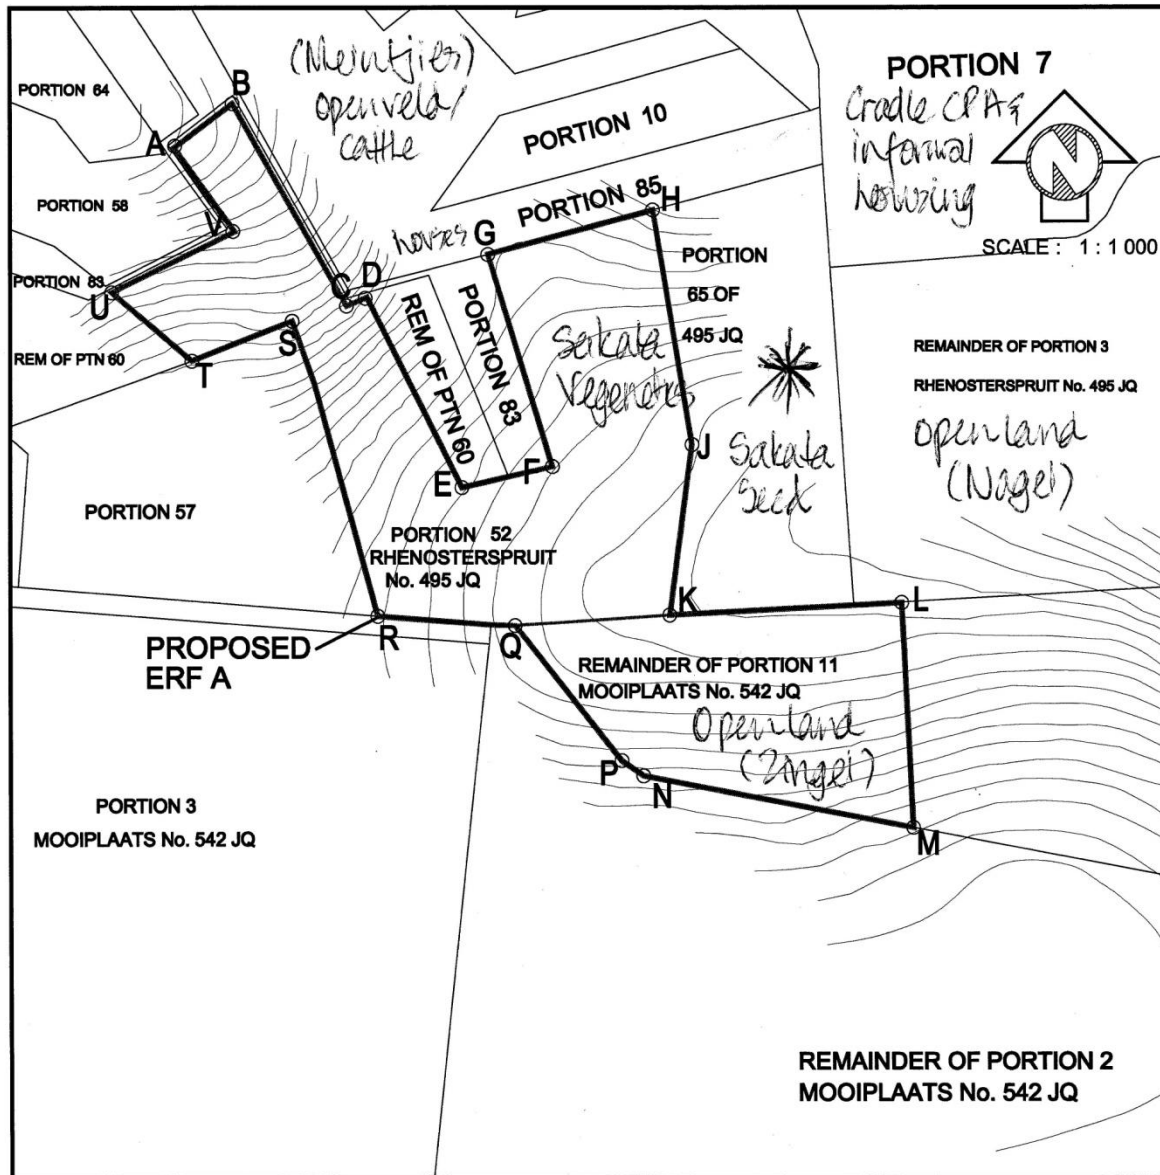 PORTION 64
A
B
(Meintjies)
openveld/
cattle
PORTION 10
PORTION 7
Cradle CPA &
informal
housing
N
SCALE : 1 : 1 000
PORTION 58
V
houses
G
PORTION 85
H
PORTION 83
U
C
D
REM OF PTN 60
PORTION 83
PORTION
65 OF
495 JQ
REM OF PTN 60
T
S
Sakata
Vegenetics
REMAINDER OF PORTION 3
RHENOSTERSPRUIT No. 495 JQ
Open land
(Nagel)
J
Sakata
Seed
E
F
PORTION 57
PORTION 52
RHENOSTERSPRUIT
No. 495 JQ
K
L
PROPOSED
ERF A
R
Q
REMAINDER OF PORTION 11
MOOIPLAATS No. 542 JQ
Open land
P
N
M
PORTION 3
MOOIPLAATS No. 542 JQ
REMAINDER OF PORTION 2
MOOIPLAATS No. 542 JQ